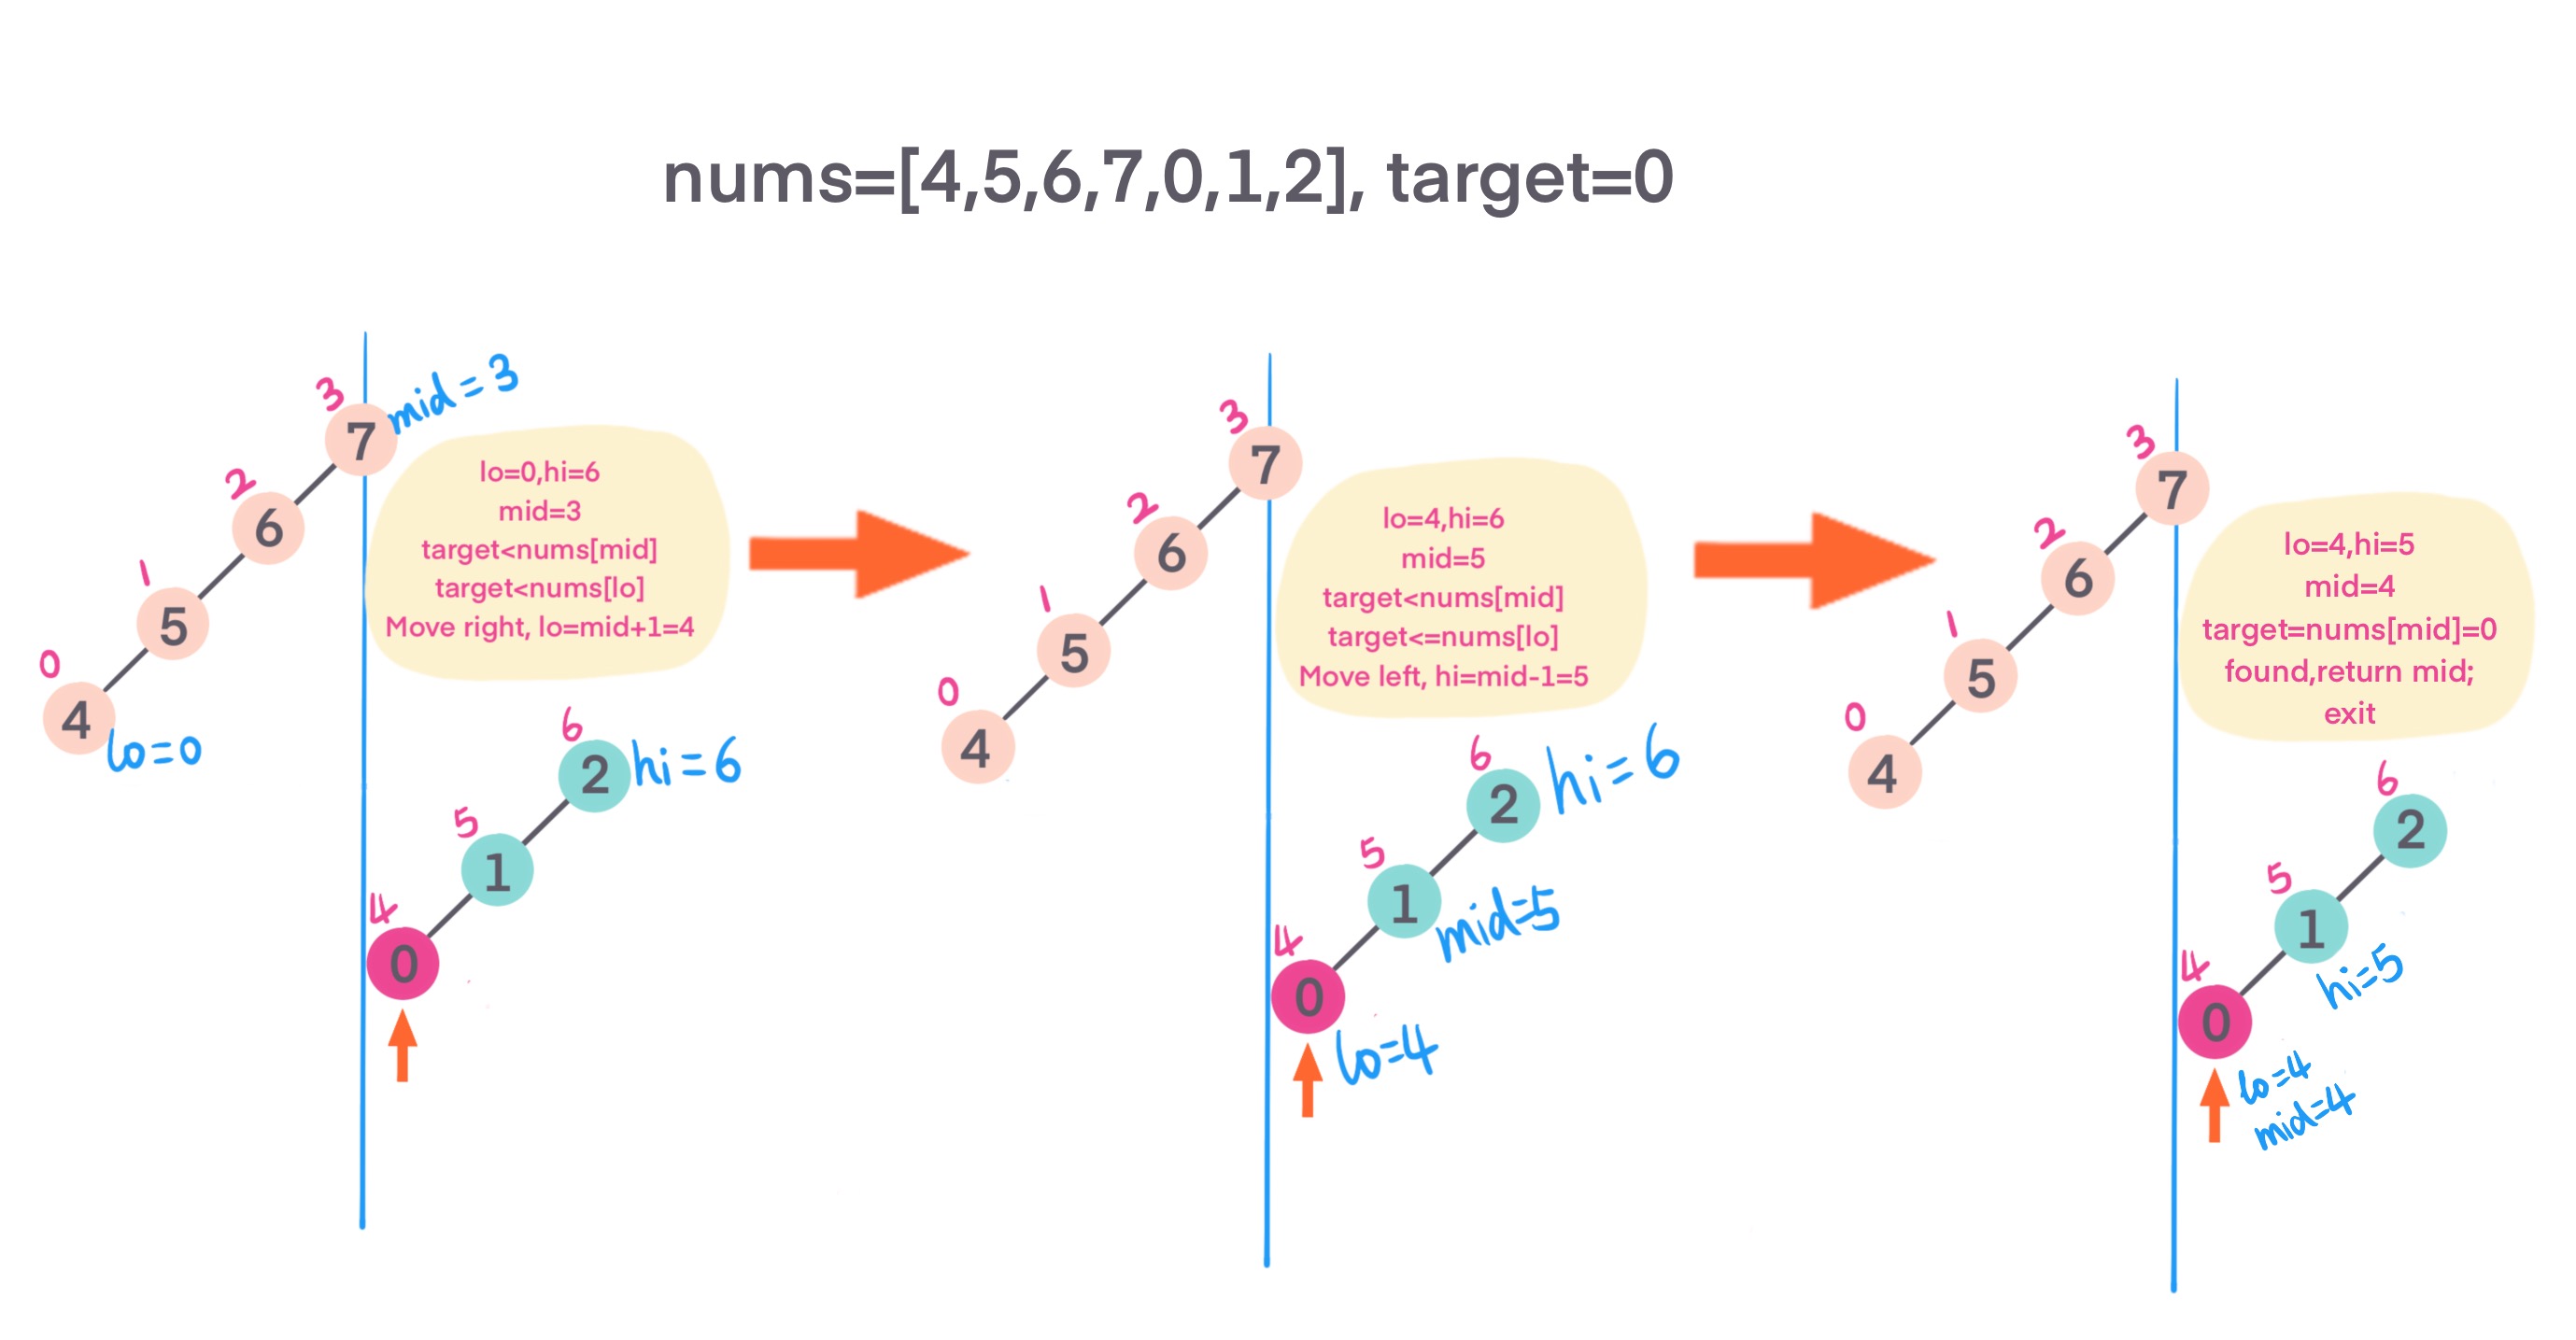 nums=[4,5,6,7,0,1,2], target=0
3
7
mid=3
2
6
1
5
0
4
lo=0
lo=0,hi=6
mid=3
target<nums[mid]
target<nums[lo]
Move right, lo=mid+1=4
6
2
hi=6
5
1
4
0
3
7
2
6
1
5
0
4
lo=4,hi=6
mid=5
target<nums[mid]
target<=nums[lo]
Move left, hi=mid-1=5
6
2
hi=6
5
1
mid=5
4
0
lo=4
3
7
2
6
1
5
0
4
lo=4,hi=5
mid=4
target=nums[mid]=0
found,return mid;
exit
6
2
5
1
hi=5
4
0
lo=4
mid=4